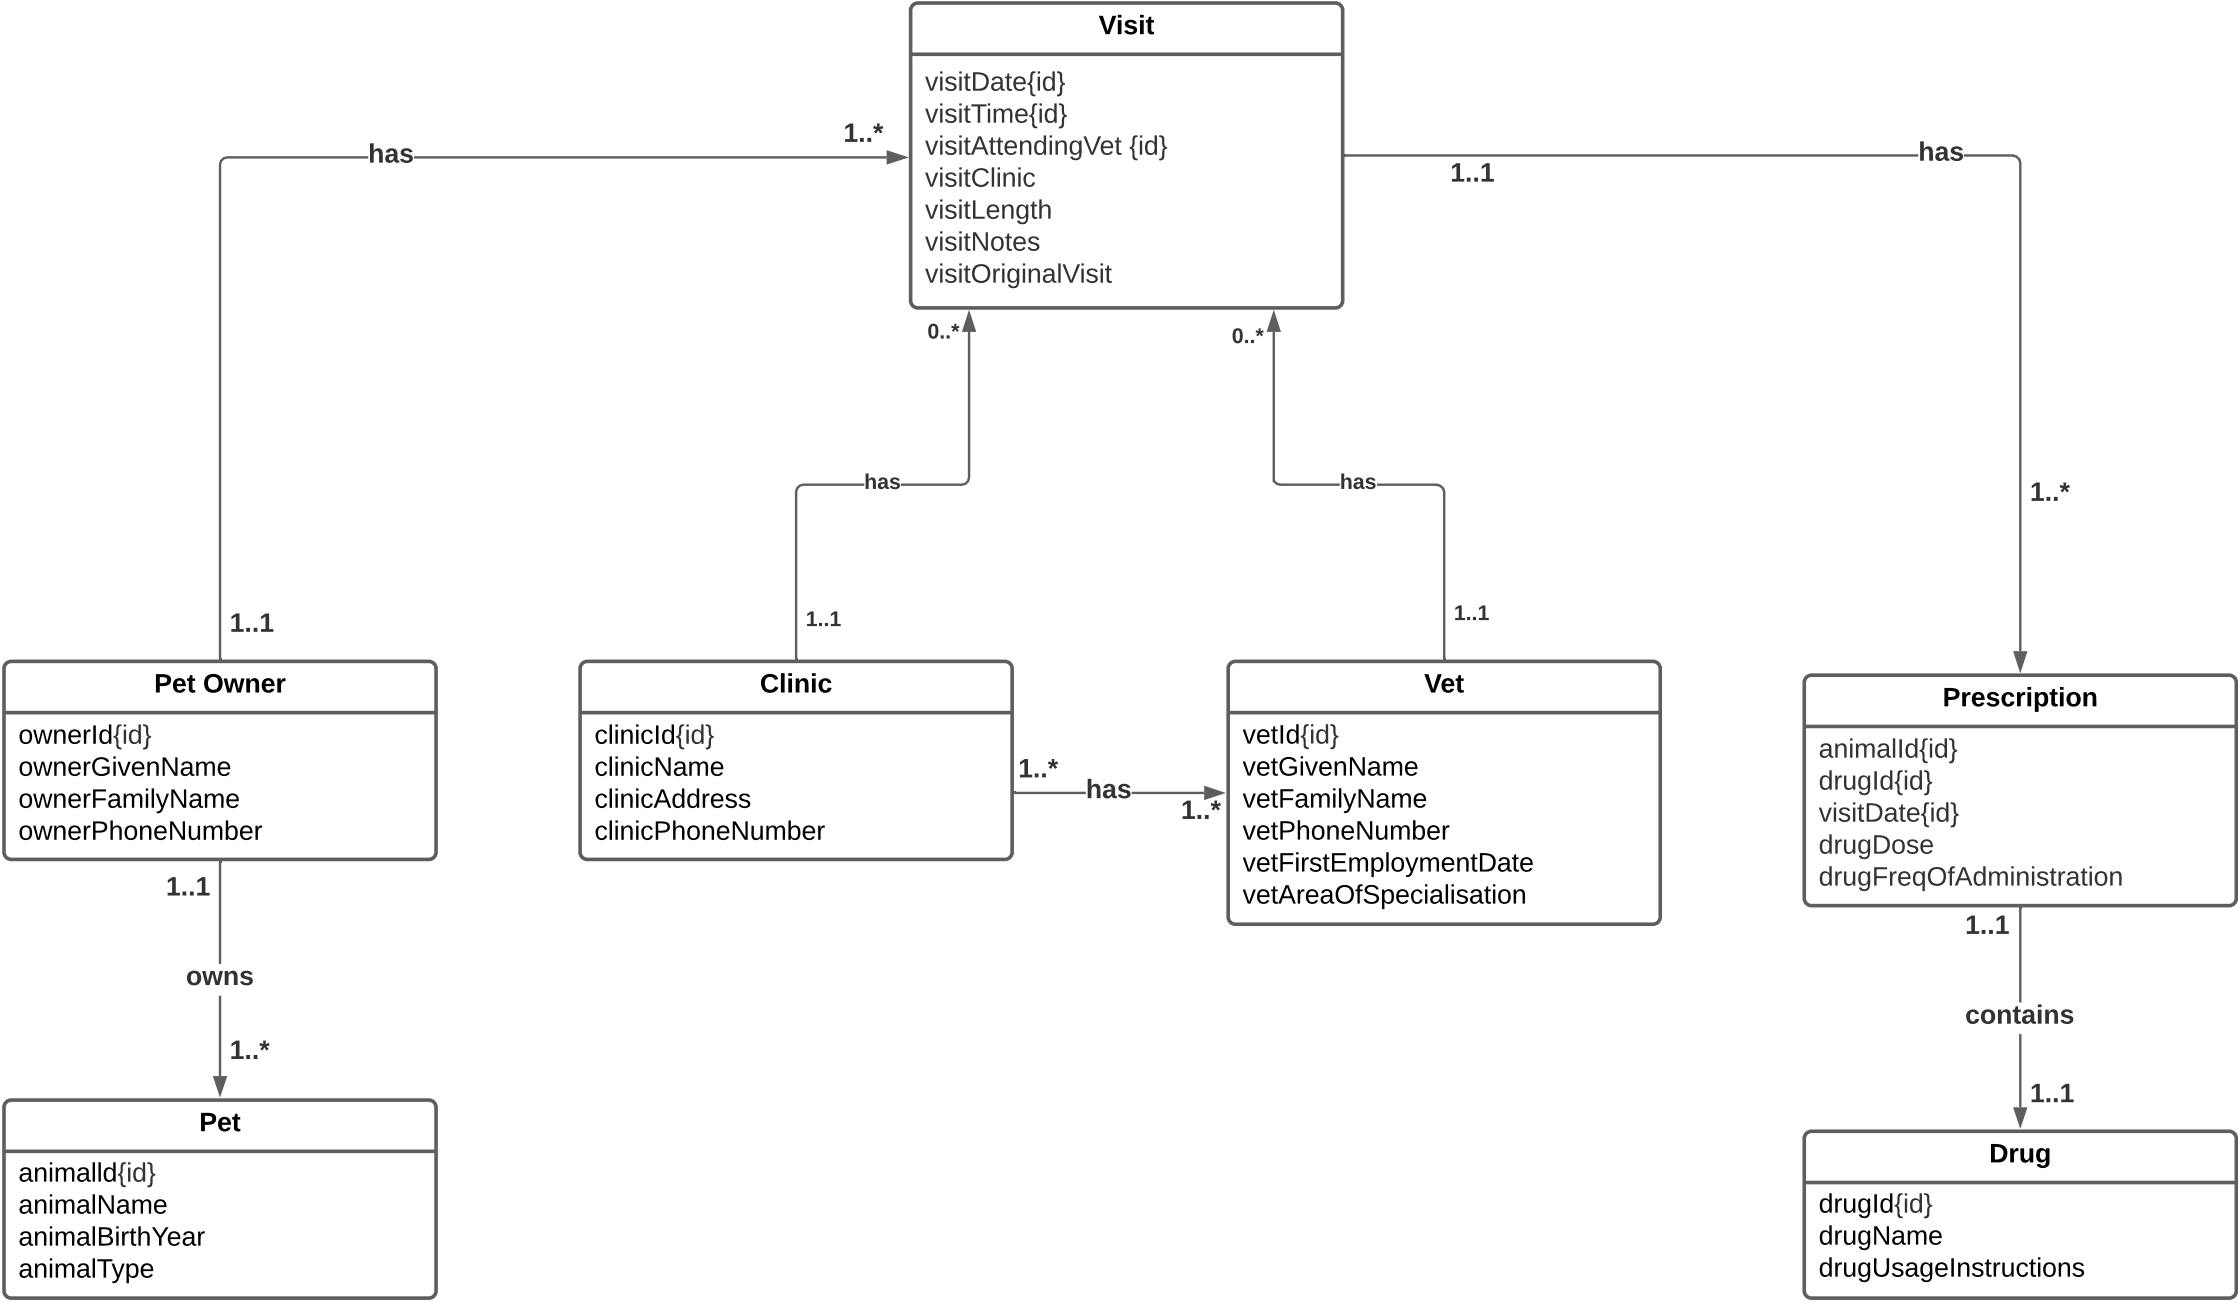 Visit
visitDate{id}
visitTime{id}
visitAttendingVet {id}
visitClinic
visitLength
visitNotes
visitOriginalVisit
has
1..*
1..1
has
1..*
0..*
0..*
has
has
1..1
1..1
1..1
Pet Owner
ownerId{id}
ownerGivenName
ownerFamilyName
ownerPhoneNumber
Clinic
clinicId{id}
clinicName
clinicAddress
clinicPhoneNumber
1..*
has
1..*
Vet
vetId{id}
vetGivenName
vetFamilyName
vetPhoneNumber
vetFirstEmploymentDate
vetAreaOfSpecialisation
Prescription
animalId{id}
drugId{id}
visitDate{id}
drugDose
drugFreqOfAdministration
1..1
owns
1..*
Pet
animalId{id}
animalName
animalBirthYear
animalType
1..1
contains
1..1
Drug
drugId{id}
drugName
drugUsageInstructions